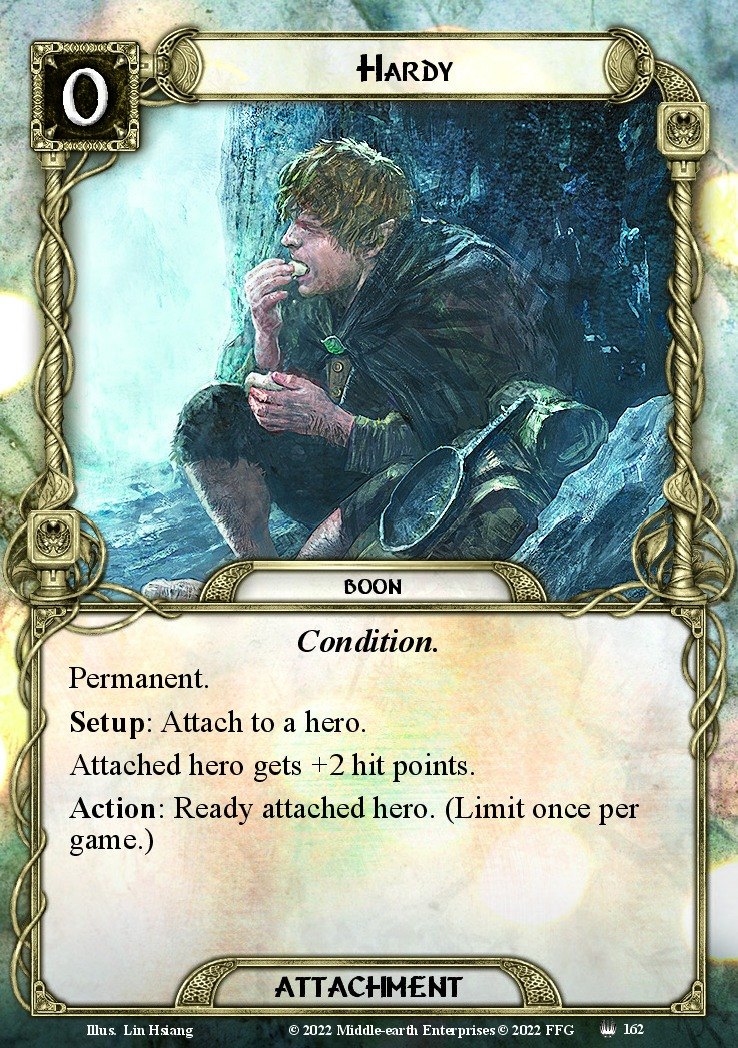 0
Hardy
BOON
Condition.
Permanent.
Setup: Attach to a hero.
Attached hero gets +2 hit points.
Action: Ready attached hero. (Limit once per
game.)
ATTACHMENT
Illus. Lin Hsiang © 2022 Middle-earth Enterprises © 2022 FFG 162